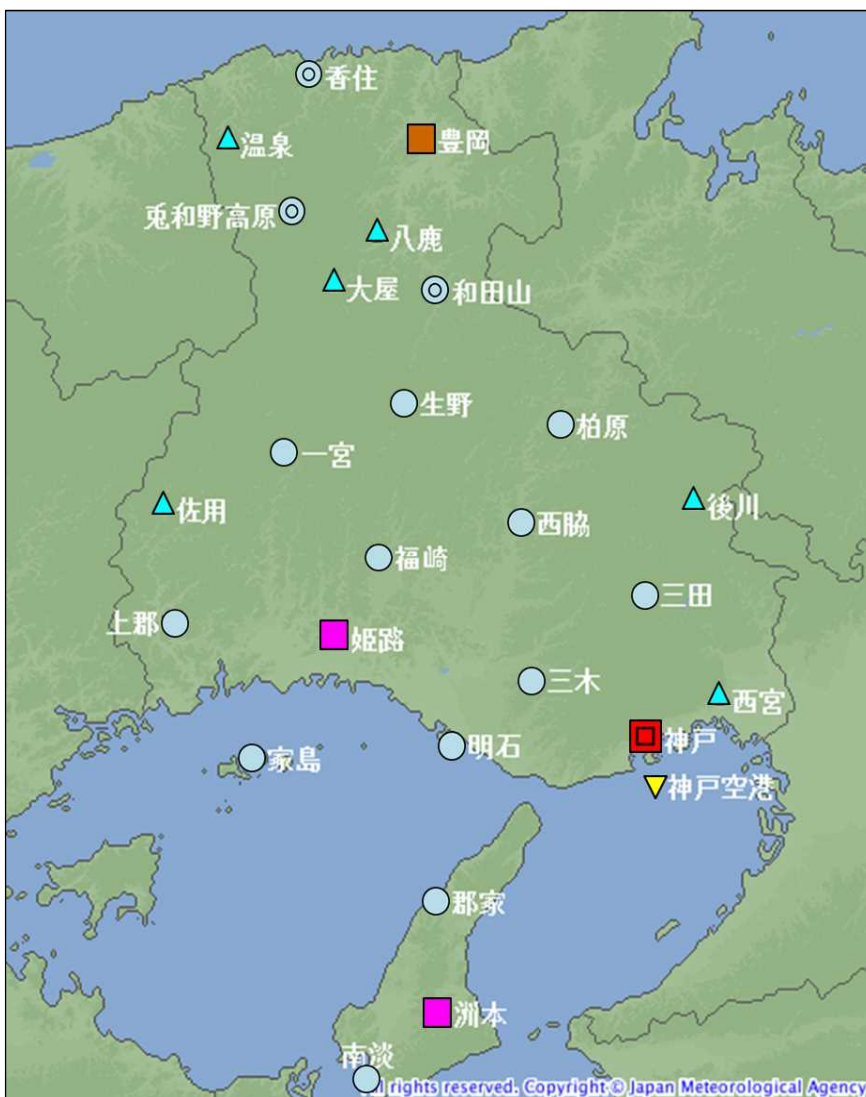 香住
温泉
豊岡
兎和野高原
八鹿
大屋
和田山
生野
柏原
一宮
佐用
後川
西脇
福崎
三田
上郡
姫路
三木
西宮
神戸
明石
家島
神戸空港
郡家
洲本
南淡
ll rights reserved. Copyright © Japan Meteorological Agency